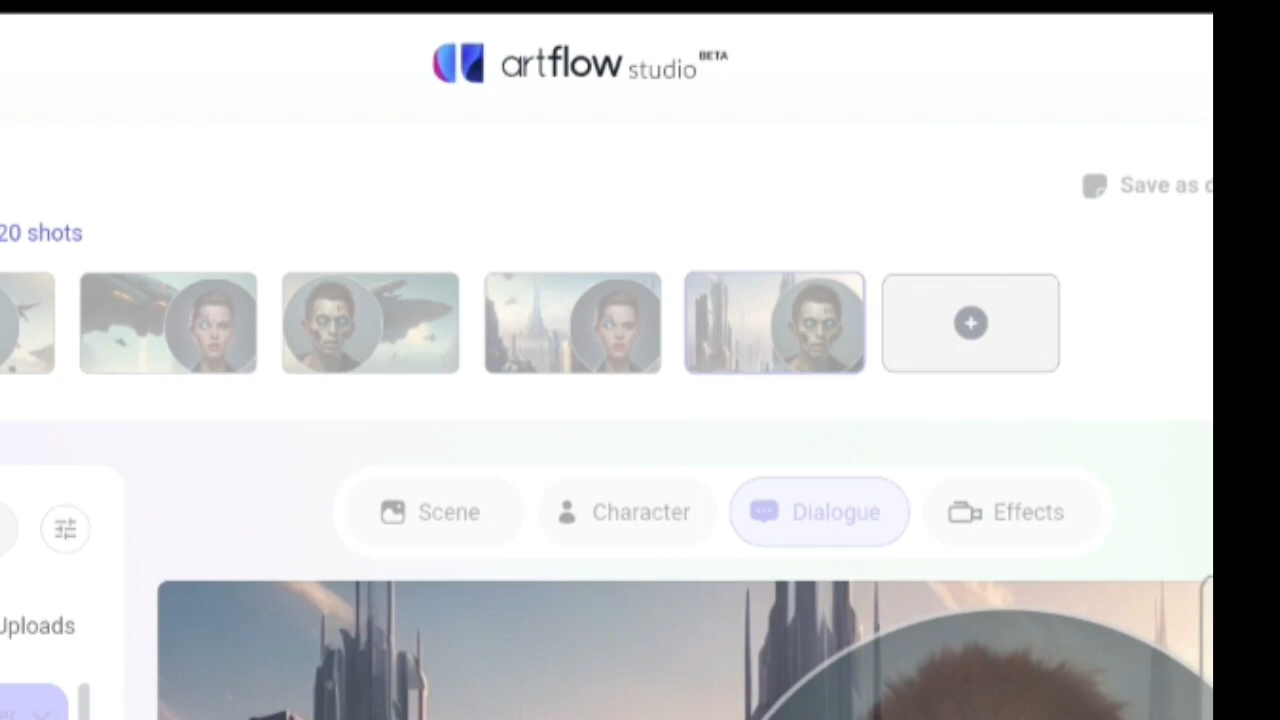 artflow studio BETA
Save as
20 shots
Scene
Character
Dialogue
Effects
Uploads